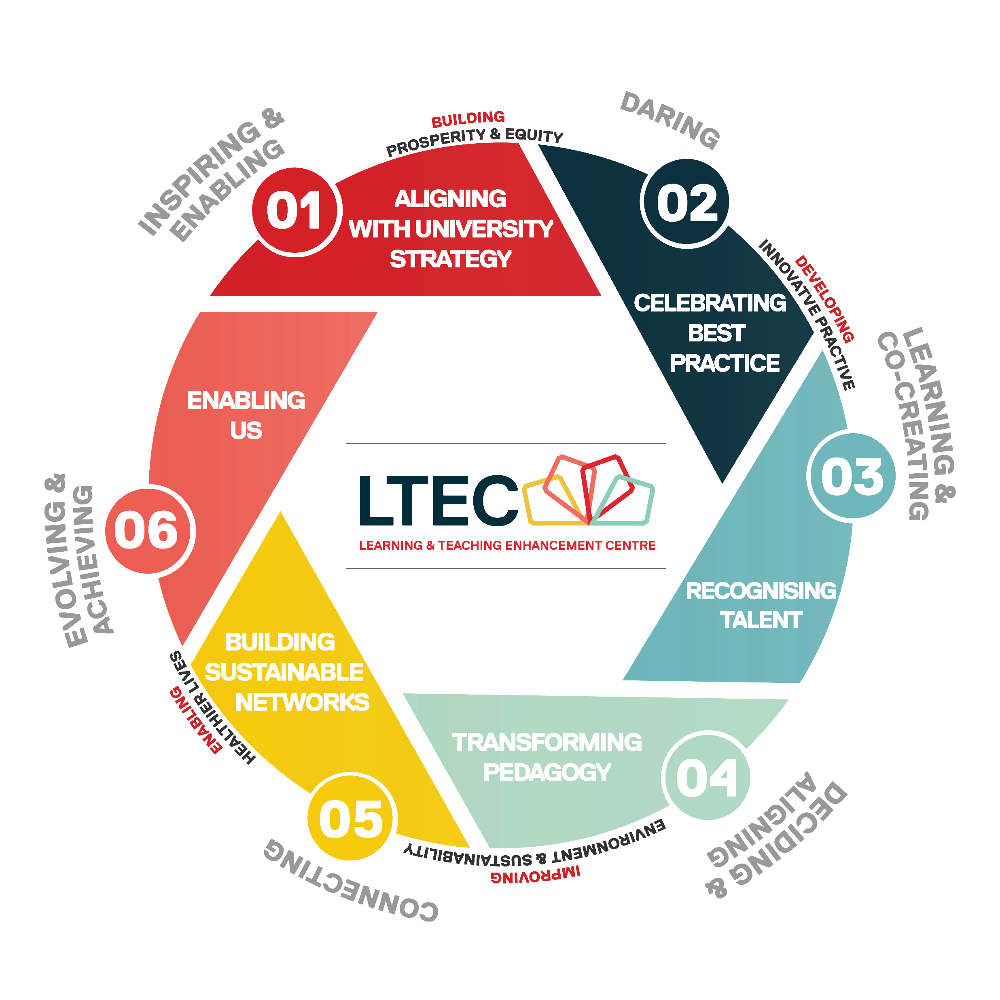 INSPIRING &
ENABLING
01
ALIGNING
WITH UNIVERSITY
STRATEGY
BUILDING
PROSPERITY & EQUITY
DARING
02
CELEBRATING
BEST
PRACTICE
DEVELOPING
INNOVATVE PRACTIVE
LEARNING &
CO-CREATING
03
RECOGNISING
TALENT
DECIDING &
ALIGNING
04
TRANSFORMING
PEDAGOGY
IMPROVING
ENVIRONMENT & SUSTAINABILITY
CONNECTING
05
BUILDING
SUSTAINABLE
NETWORKS
ENABLING
HEALTHIER LIVES
EVOLVING &
ACHIEVING
06
ENABLING
US
LTEC
LEARNING & TEACHING ENHANCEMENT CENTRE